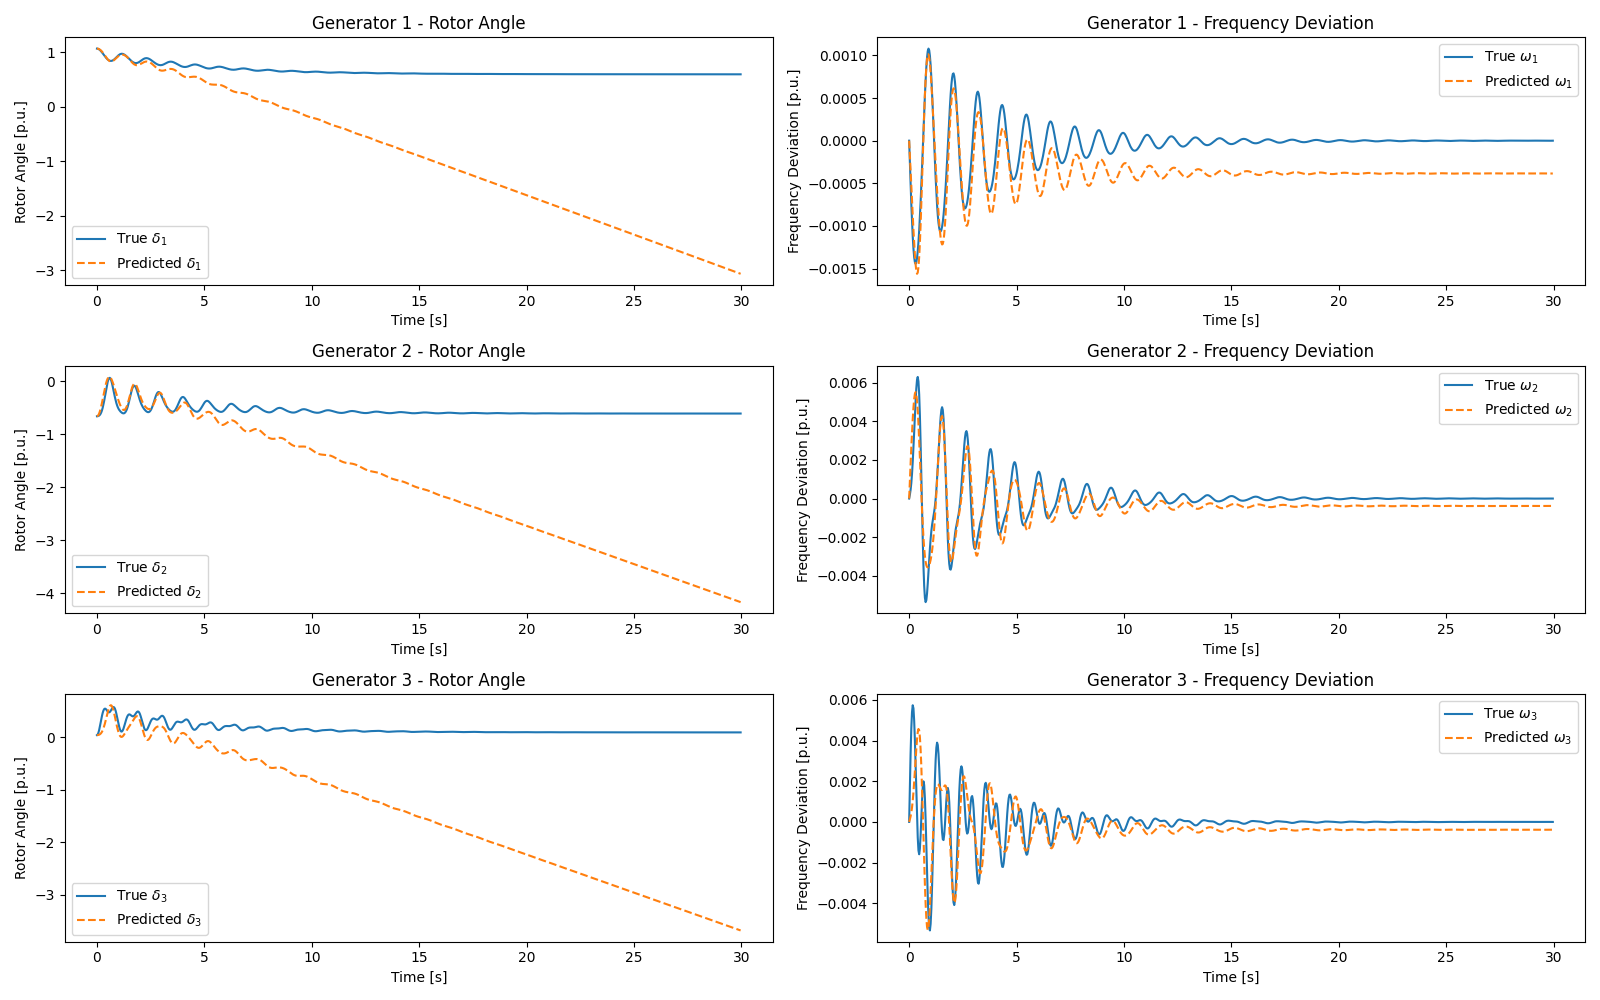 Generator 1 - Rotor Angle
Rotor Angle [p.u.]
1
0
−1
−2
−3
True δ1
Predicted δ1
0 5 10 15 20 25 30
Time [s]
Generator 1 - Frequency Deviation
Frequency Deviation [p.u.]
0.0010
0.0005
0.0000
−0.0005
−0.0010
−0.0015
True ω1
Predicted ω1
0 5 10 15 20 25 30
Time [s]
Generator 2 - Rotor Angle
Rotor Angle [p.u.]
0
−1
−2
−3
−4
True δ2
Predicted δ2
0 5 10 15 20 25 30
Time [s]
Generator 2 - Frequency Deviation
Frequency Deviation [p.u.]
0.006
0.004
0.002
0.000
−0.002
−0.004
True ω2
Predicted ω2
0 5 10 15 20 25 30
Time [s]
Generator 3 - Rotor Angle
Rotor Angle [p.u.]
0
−1
−2
−3
True δ3
Predicted δ3
0 5 10 15 20 25 30
Time [s]
Generator 3 - Frequency Deviation
Frequency Deviation [p.u.]
0.006
0.004
0.002
0.000
−0.002
−0.004
True ω3
Predicted ω3
0 5 10 15 20 25 30
Time [s]